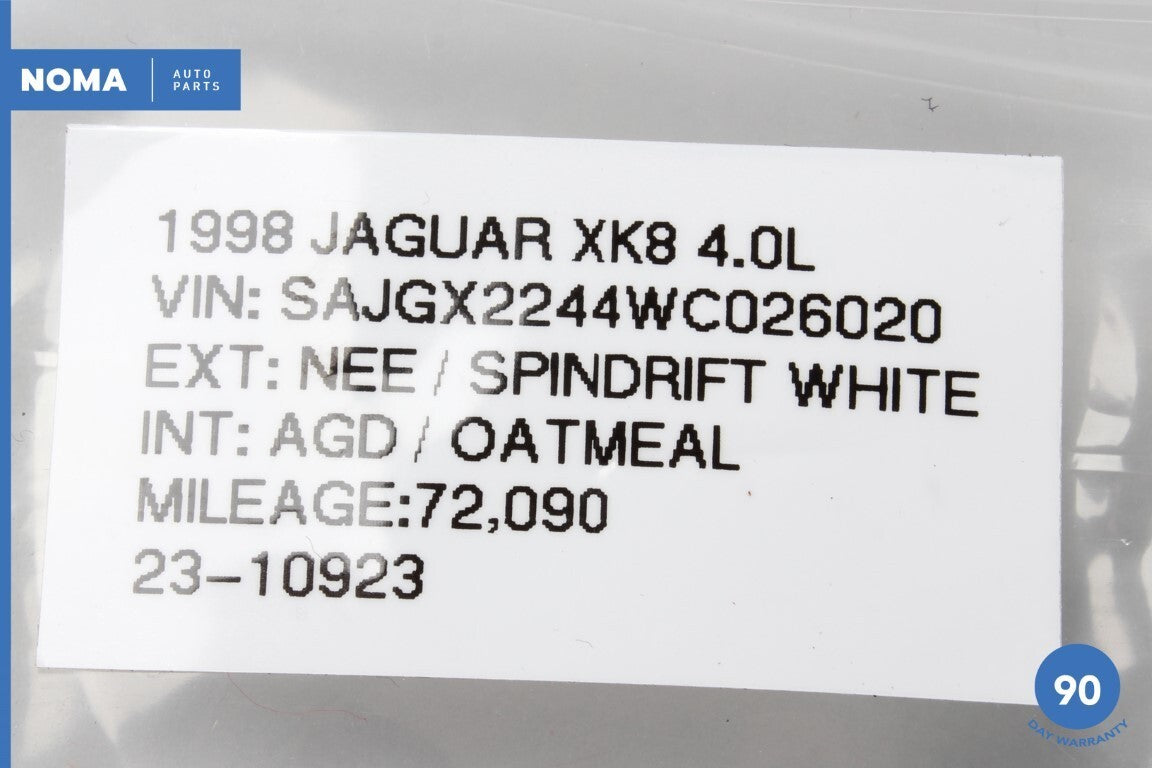 NOMA
AUTO
PARTS
1998 JAGUAR XK8 4.0L
VIN: SAJGX2244WC026020
EXT: NEE / SPINDRIFT WHITE
INT: AGD / OATMEAL
MILEAGE:72,090
23-10923
90
DAY WARRANTY